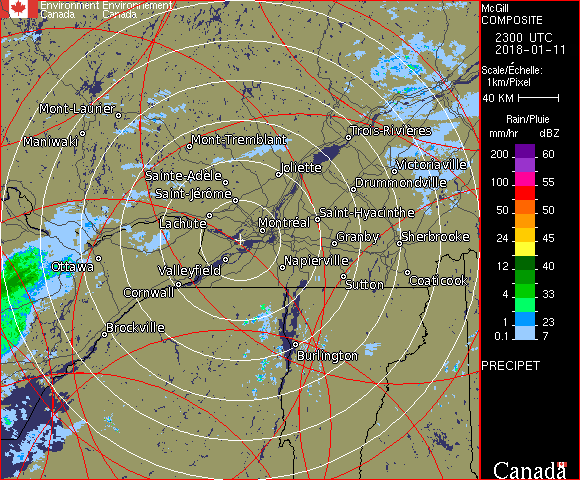 Environment Environnement
Canada Canada
McGill
COMPOSITE
2300 UTC
2018-01-11
Scale/Échelle:
1km/Pixel
40 KM
Rain/Pluie
mm/hr dBZ
200 60
100 55
50 50
24 45
12 40
4 33
1 23
0.1 7
PRECIPET
Canada
Mont-Laurier
Maniwaki
Mont-Tremblant
Trois-Rivières
Joliette
Victoriaville
Sainte-Adèle
Drummondville
Saint-Jérôme
Lachute
Saint-Hyacinthe
Montréal
Granby
Sherbrooke
Ottawa
Valleyfield
Napierville
Cornwall
Sutton
Coaticook
Brockville
Burlington